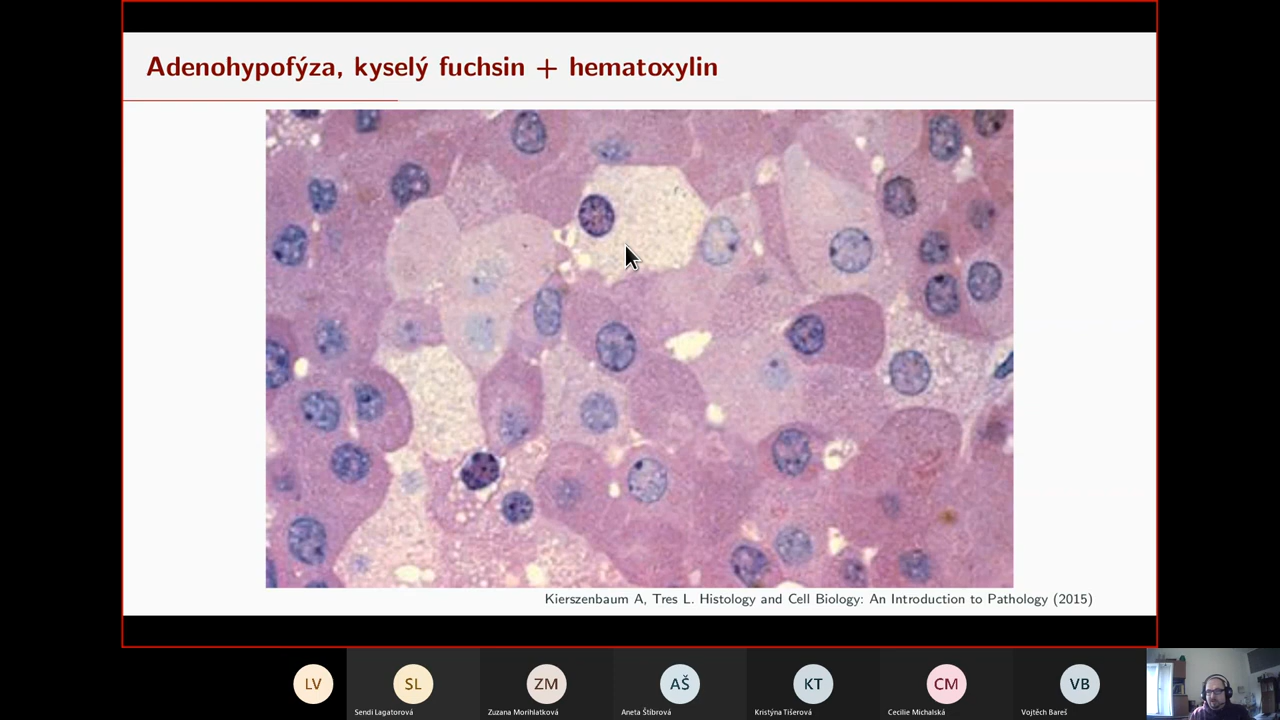 Adenohypofýza, kyselý fuchsin + hematoxylin
Kierszenbaum A, Tres L. Histology and Cell Biology: An Introduction to Pathology (2015)
LV
SL
ZM
AŠ
KT
CM
VB
Sendi Lagatorová
Zuzana Morihlatková
Aneta Štibrová
Kristýna Tišerová
Cecilie Michalská
Vojtěch Bareš